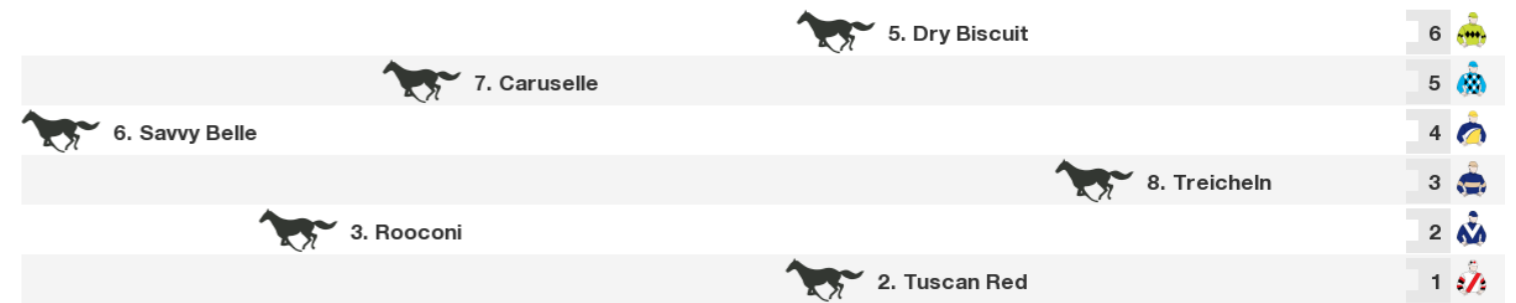 5. Dry Biscuit 6
7. Caruselle 5
6. Savvy Belle 4
8. Treicheln 3
3. Rooconi 2
2. Tuscan Red 1